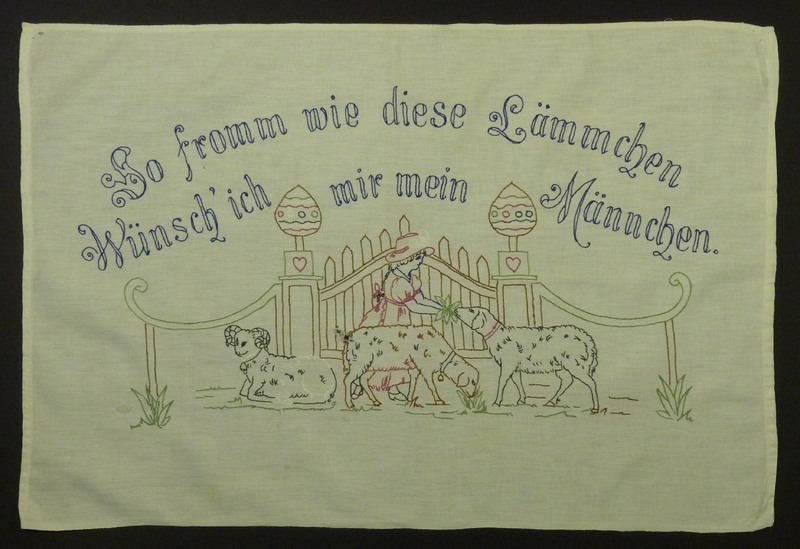 So fromm wie diese Lämmchen
Wünsch' ich mir mein Männchen.